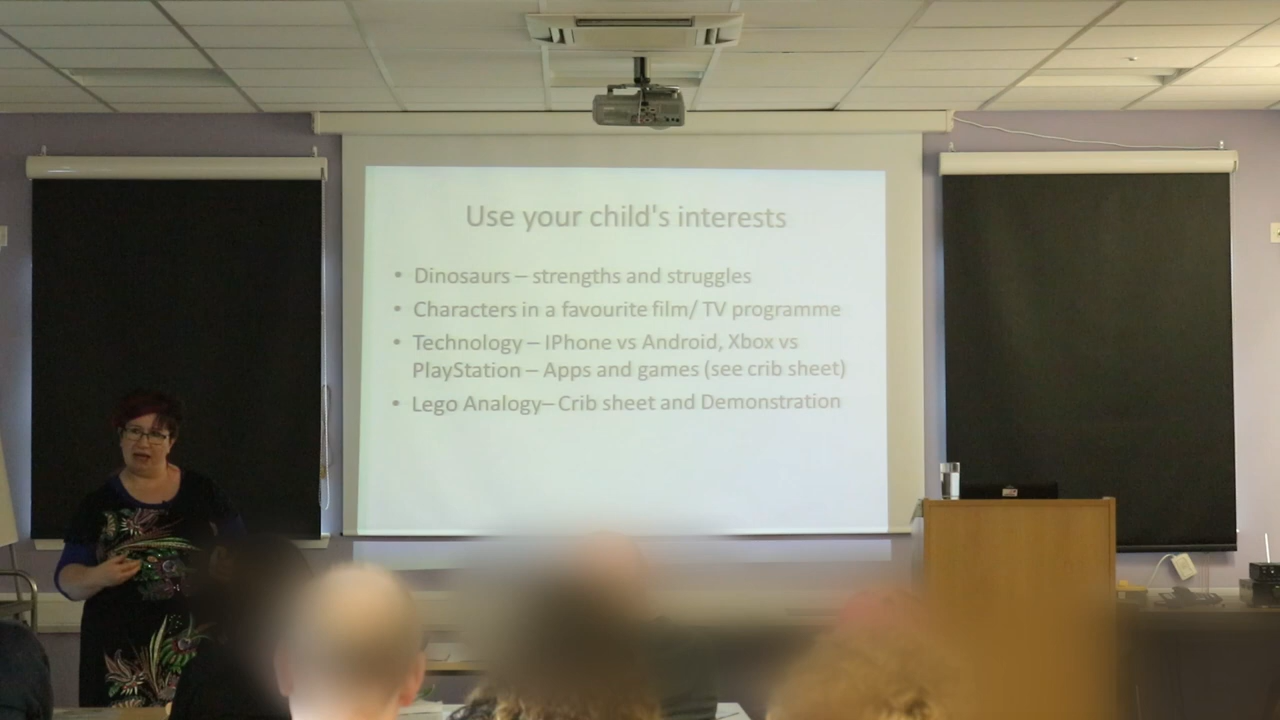 Use your child's interests
• Dinosaurs – strengths and struggles
• Characters in a favourite film/ TV programme
• Technology – IPhone vs Android, Xbox vs
PlayStation – Apps and games (see crib sheet)
• Lego Analogy– Crib sheet and Demonstration